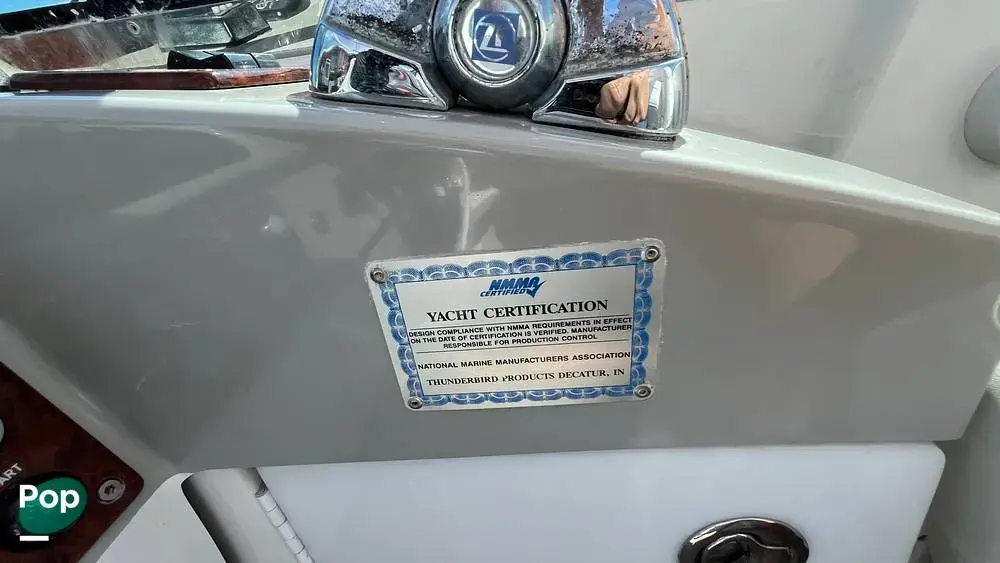 NMMA
CERTIFIED
YACHT CERTIFICATION
DESIGN COMPLIANCE WITH NMMA REQUIREMENTS IN EFFECT
ON THE DATE OF CERTIFICATION IS VERIFIED. MANUFACTURER
RESPONSIBLE FOR PRODUCTION CONTROL
NATIONAL MARINE MANUFACTURERS ASSOCIATION
THUNDERBIRD PRODUCTS DECATUR, IN
Pop